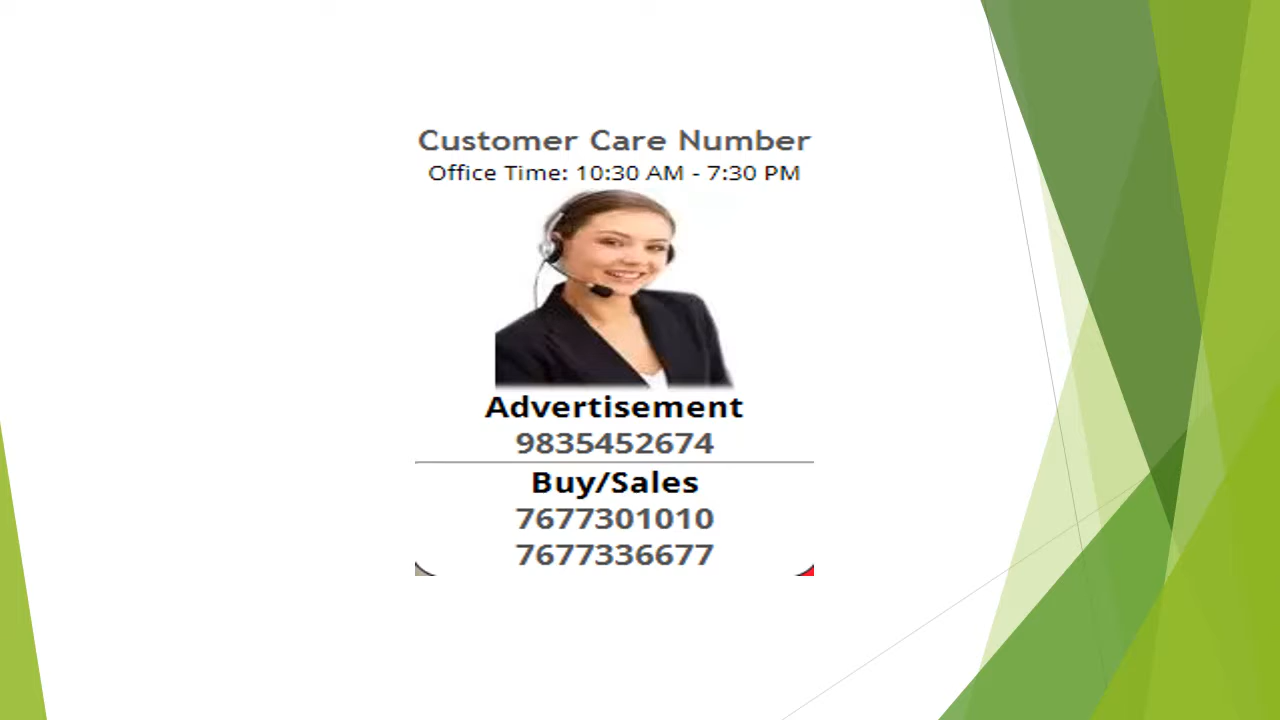 Customer Care Number
Office Time: 10:30 AM - 7:30 PM
Advertisement
9835452674
Buy/Sales
7677301010
7677336677